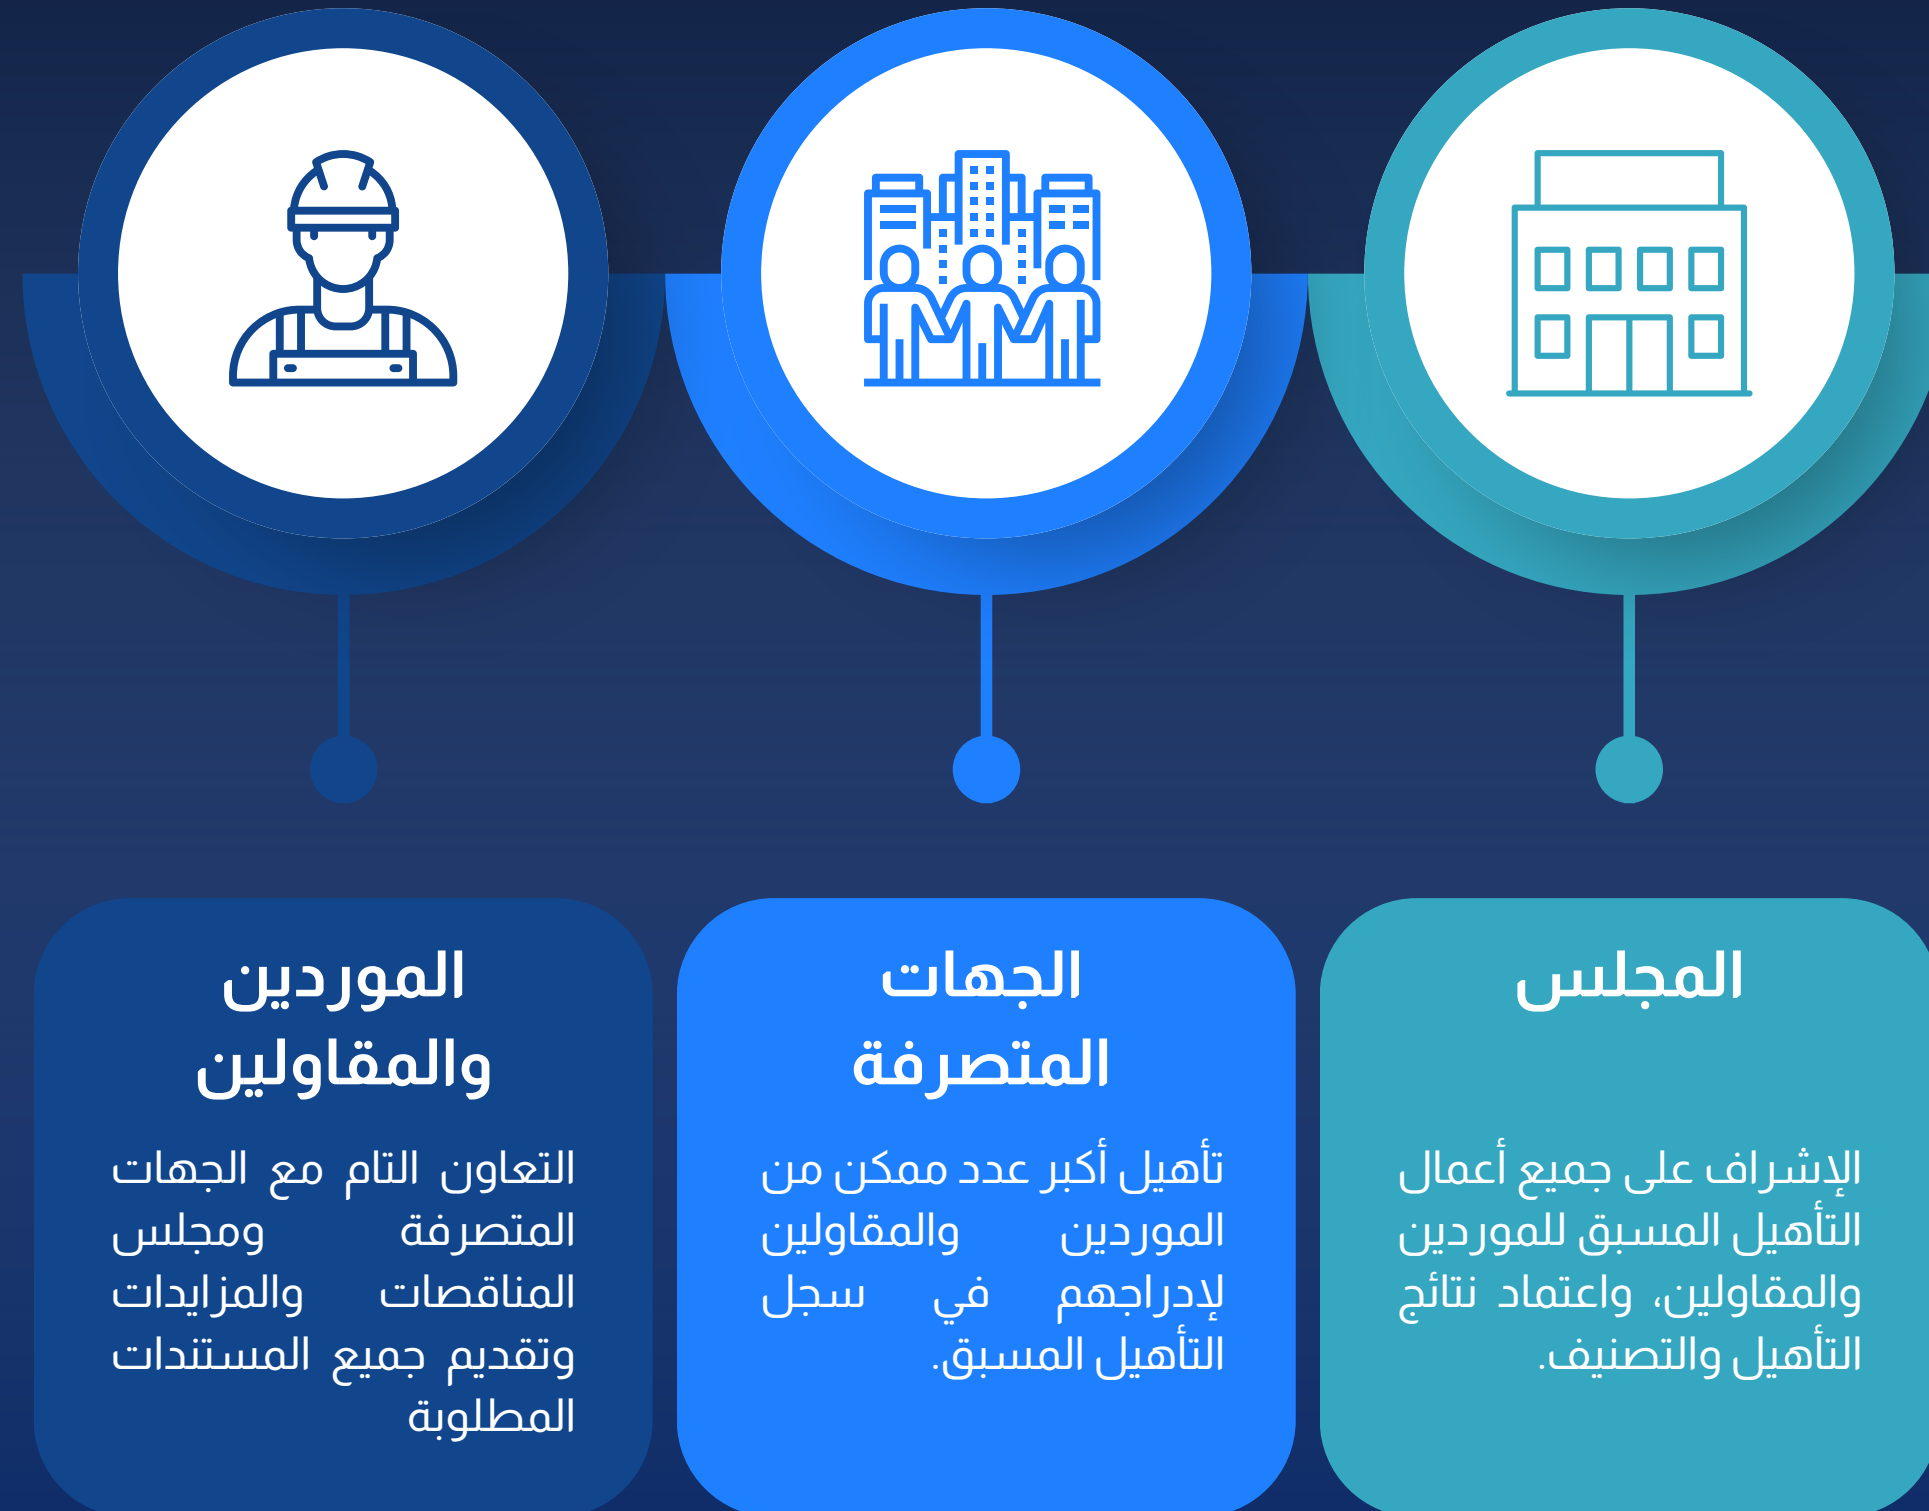 المجلس
الإشراف على جميع أعمال
التأهيل المسبق للموردين
والمقاولين، واعتماد نتائج
التأهيل والتصنيف.
الجهات
المتصرفة
تأهيل أكبر عدد ممكن من
الموردين والمقاولين
لإدراجهم في سجل
التأهيل المسبق.
الموردين
والمقاولين
التعاون التام مع الجهات
المتصرفة ومجلس
المناقصات والمزايدات
وتقديم جميع المستندات
المطلوبة